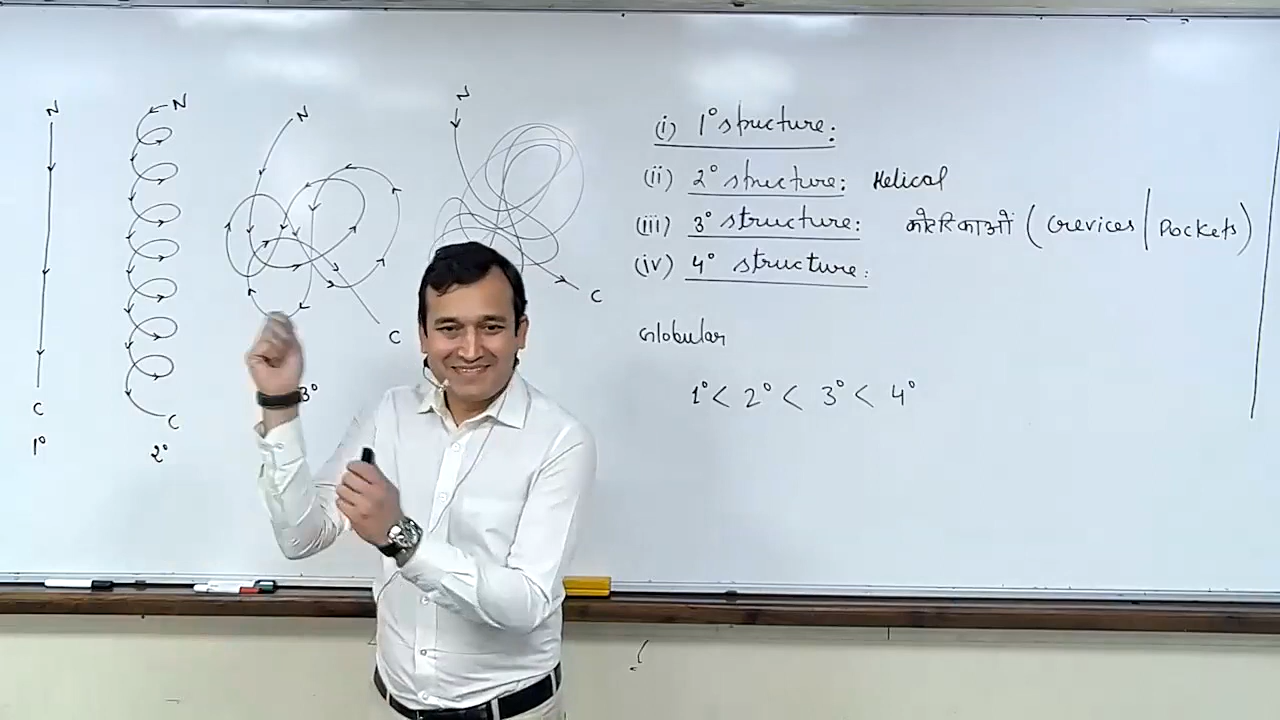 N
N
N
N
C
C
C
C
1°
2°
3°
(i) 1° structure:
(ii) 2° structure: Helical
(iii) 3° structure: कोटरिकाओं (Crevices | Pockets)
(iv) 4° structure:
Globular
1° < 2° < 3° < 4°